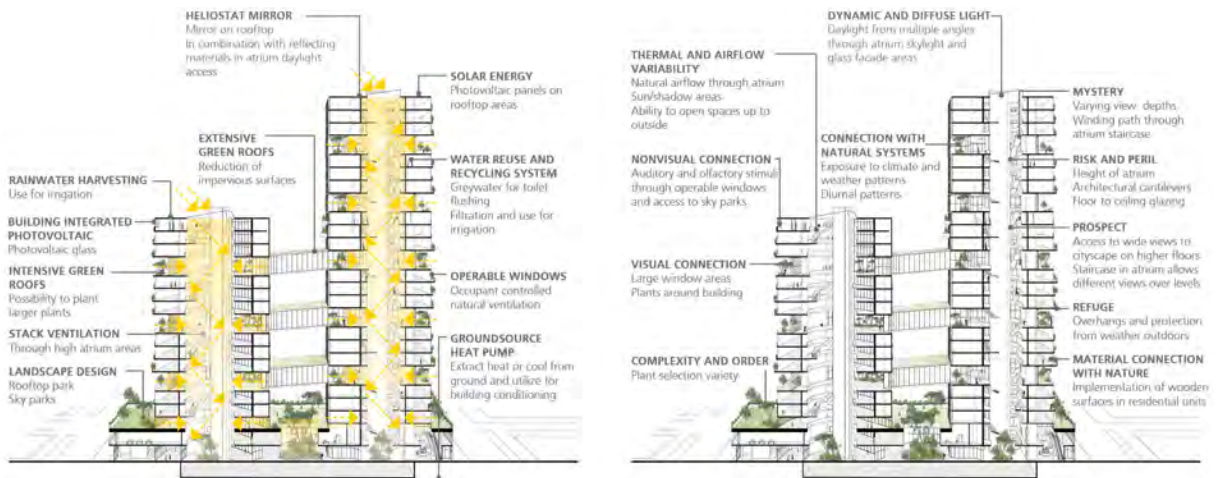 HELIOSTAT MIRROR
Mirror on rooftop
In combination with reflecting
materials in atrium daylight
access
SOLAR ENERGY
Photovoltaic panels on
rooftop areas
EXTENSIVE
GREEN ROOFS
Reduction of
impervious surfaces
WATER REUSE AND
RECYCLING SYSTEM
Greywater for toilet
flushing
Filtration and use for
irrigation
RAINWATER HARVESTING
Use for irrigation
BUILDING INTEGRATED
PHOTOVOLTAIC
Photovoltaic glass
INTENSIVE GREEN
ROOFS
Possibility to plant
larger plants
OPERABLE WINDOWS
Occupant controlled
natural ventilation
STACK VENTILATION
Through high atrium areas
GROUNDSOURCE
HEAT PUMP
Extract heat or cool from
ground and utilize for
building conditioning
LANDSCAPE DESIGN
Rooftop park
Sky parks
DYNAMIC AND DIFFUSE LIGHT
Daylight from multiple angles
through atrium skylight and
glass facade areas
THERMAL AND AIRFLOW
VARIABILITY
Natural airflow through atrium
Sun/shadow areas
Ability to open spaces up to
outside
MYSTERY
Varying view depths
Winding path through
atrium staircase
CONNECTION WITH
NATURAL SYSTEMS
Exposure to climate and
weather patterns
Diurnal patterns
NONVISUAL CONNECTION
Auditory and olfactory stimuli
through operable windows
and access to sky parks
RISK AND PERIL
Height of atrium
Architectural cantilevers
Floor to ceiling glazing
PROSPECT
Access to wide views to
cityscape on higher floors
Staircase in atrium allows
different views over levels
VISUAL CONNECTION
Large window areas
Plants around building
REFUGE
Overhangs and protection
from weather outdoors
COMPLEXITY AND ORDER
Plant selection variety
MATERIAL CONNECTION
WITH NATURE
Implementation of wooden
surfaces in residential units